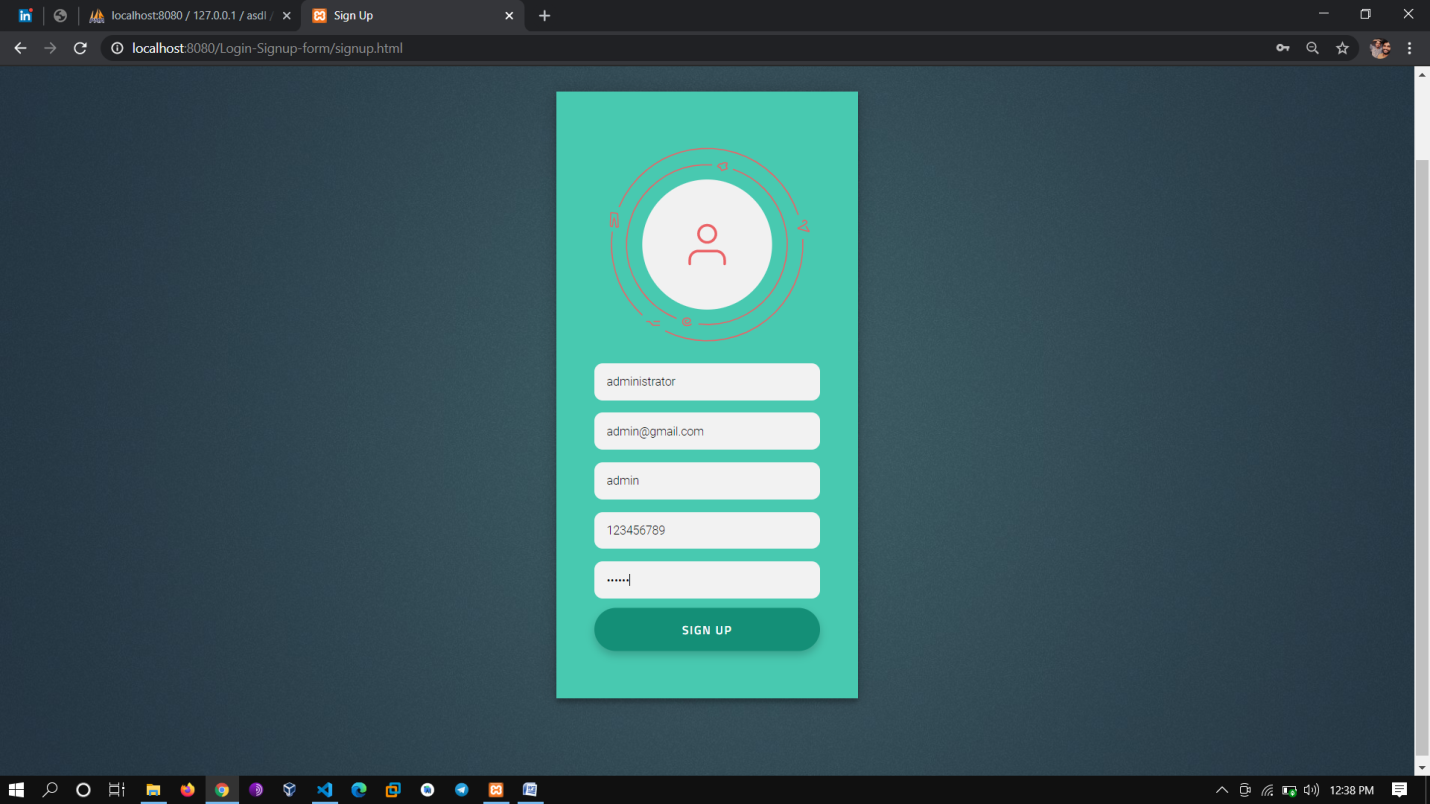 localhost:8080 / 127.0.0.1 / asdl /
Sign Up
localhost:8080/Login-Signup-form/signup.html
administrator
admin@gmail.com
admin
123456789
••••••
SIGN UP
12:38 PM